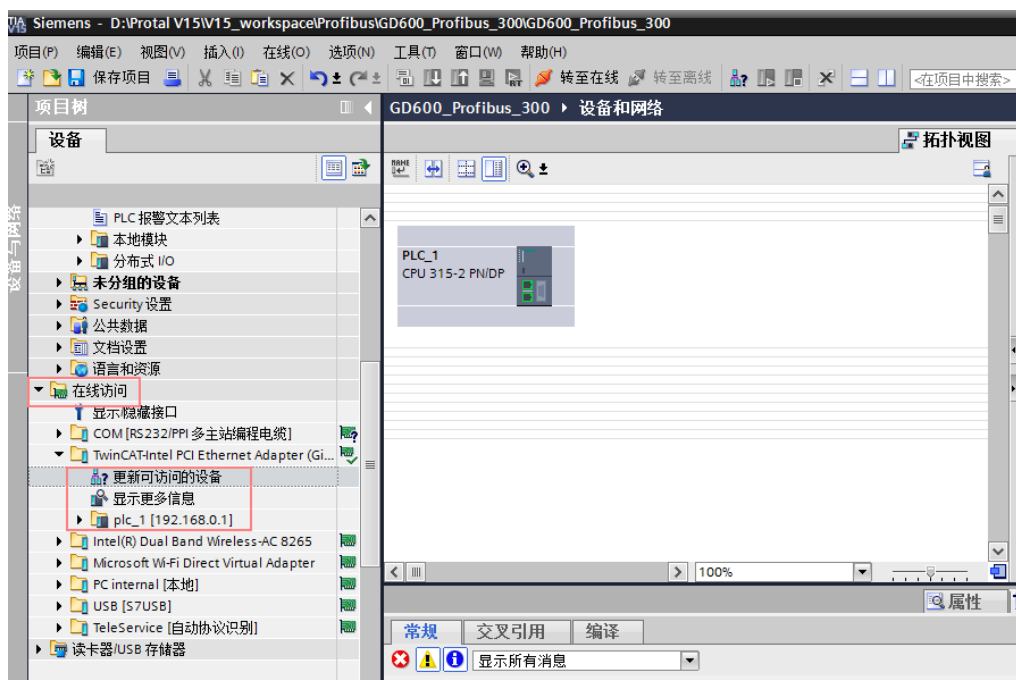 Siemens - D:\Protal V15\V15_workspace\Profibus\GD600_Profibus_300\GD600_Profibus_300
项目(P) 编辑(E) 视图(V) 插入(I) 在线(O) 选项(N) 工具(T) 窗口(W) 帮助(H)
保存项目 转至在线 转至离线 <在项目中搜索>
项目树
GD600_Profibus_300 设备和网络
设备
拓扑视图
PLC 报警文本列表
本地模块
分布式 I/O
未分组的设备
Security 设置
公共数据
文档设置
语言和资源
在线访问
显示/隐藏接口
COM [RS232/PPI 多主站编程电缆]
TwinCAT-Intel PCI Ethernet Adapter (Gi...
更新可访问的设备
显示更多信息
plc_1 [192.168.0.1]
Intel(R) Dual Band Wireless-AC 8265
Microsoft Wi-Fi Direct Virtual Adapter
PC internal [本地]
USB [S7USB]
TeleService [自动协议识别]
读卡器/USB 存储器
PLC_1
CPU 315-2 PN/DP
100%
属性
常规 交叉引用 编译
显示所有消息